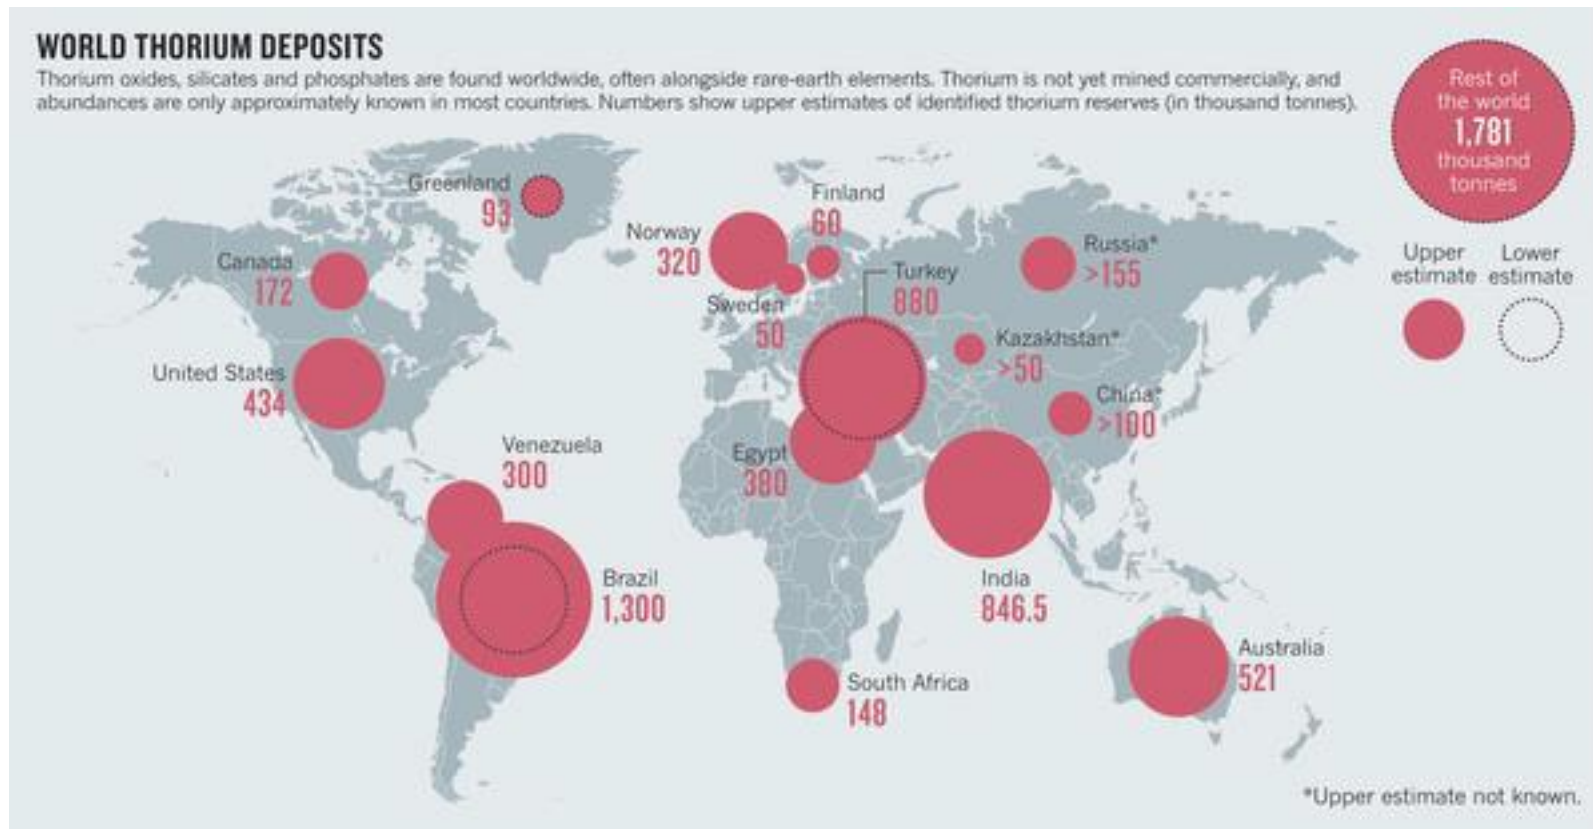 WORLD THORIUM DEPOSITS
Thorium oxides, silicates and phosphates are found worldwide, often alongside rare-earth elements. Thorium is not yet mined commercially, and
abundances are only approximately known in most countries. Numbers show upper estimates of identified thorium reserves (in thousand tonnes).
Rest of
the world
1,781
thousand
tonnes
Upper
estimate
Lower
estimate
Greenland
93
Finland
60
Norway
320
Sweden
50
Turkey
880
Russia*
>155
Canada
172
Kazakhstan*
>50
United States
434
China*
>100
Venezuela
300
Egypt
380
Brazil
1,300
India
846.5
Australia
521
South Africa
148
*Upper estimate not known.